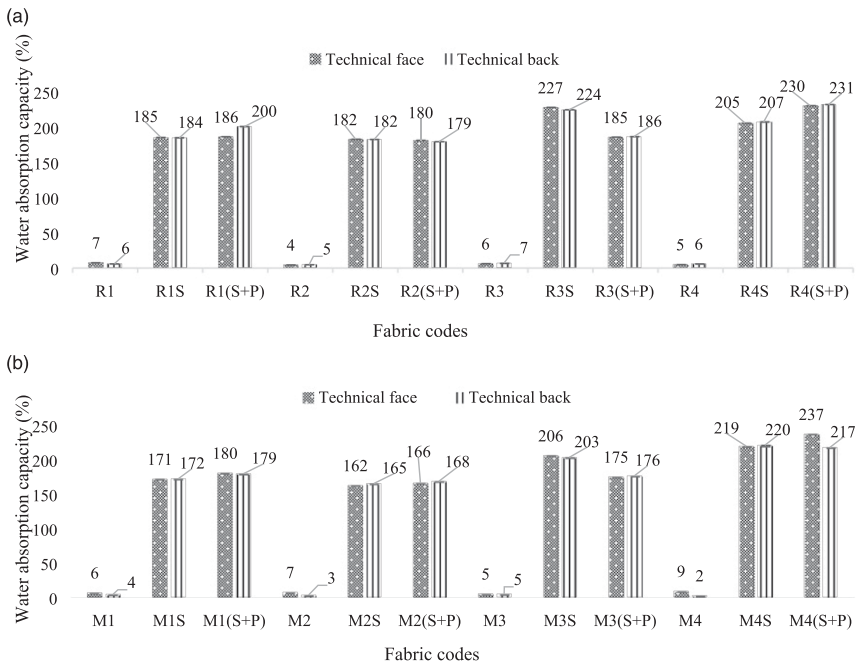 (a)
Technical face Technical back
Water absorption capacity (%)
250
200
150
100
50
0
7 6 185 184 186 200 4 5 182 182 180 179 6 7 227 224 185 186 5 6 205 207 230 231
R1 R1S R1(S+P) R2 R2S R2(S+P) R3 R3S R3(S+P) R4 R4S R4(S+P)
Fabric codes
(b)
Technical face Technical back
Water absorption capacity (%)
250
200
150
100
50
0
6 4 171 172 180 179 7 3 162 165 166 168 5 5 206 203 175 176 9 2 219 220 237 217
M1 M1S M1(S+P) M2 M2S M2(S+P) M3 M3S M3(S+P) M4 M4S M4(S+P)
Fabric codes